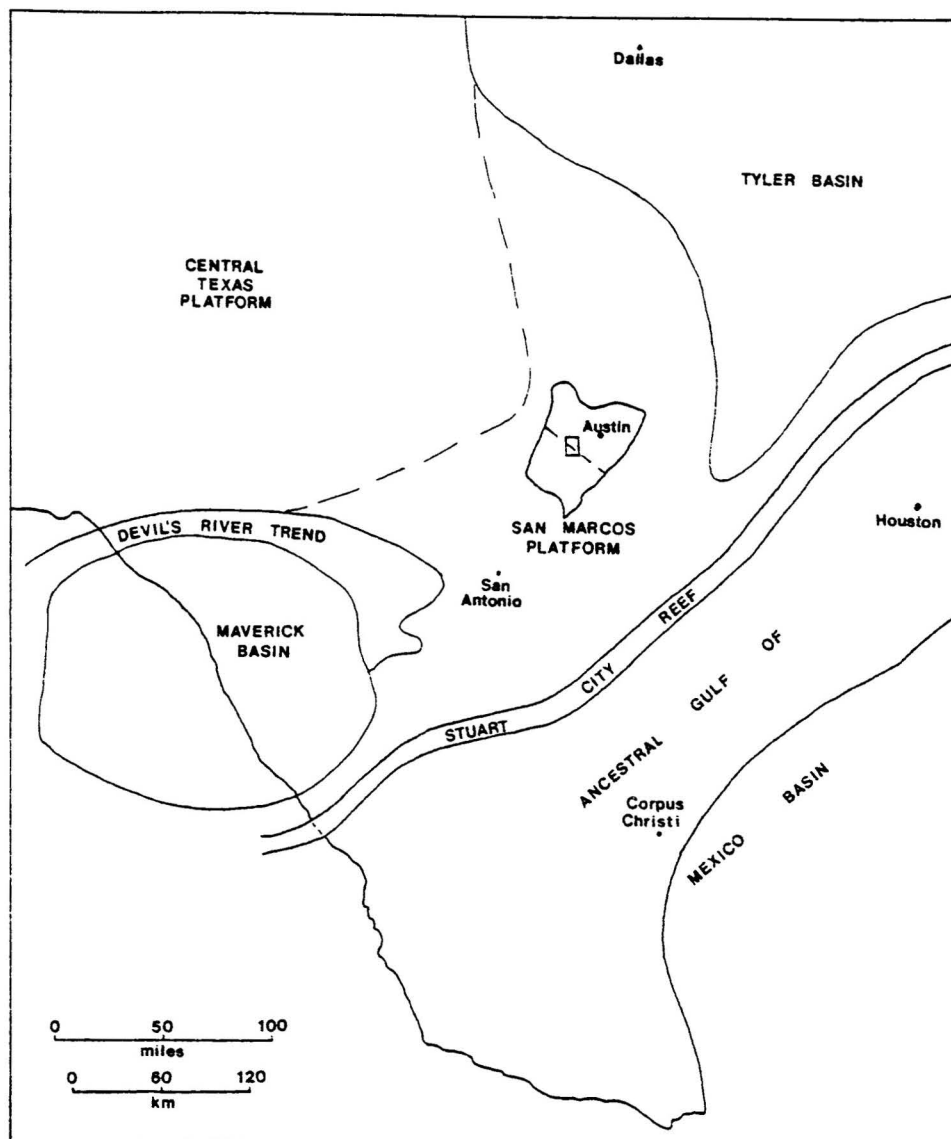 Dallas
TYLER BASIN
CENTRAL
TEXAS
PLATFORM
Austin
DEVIL'S RIVER TREND
SAN MARCOS
PLATFORM
Houston
San
Antonio
MAVERICK
BASIN
STUART CITY REEF
ANCESTRAL GULF OF
MEXICO BASIN
Corpus
Christi
0 50 100
miles
0 60 120
km